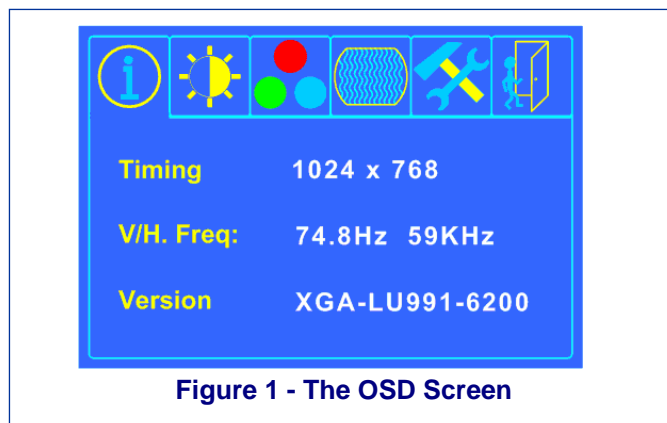 i
Timing 1024 x 768
V/H. Freq: 74.8Hz 59KHz
Version XGA-LU991-6200
Figure 1 - The OSD Screen